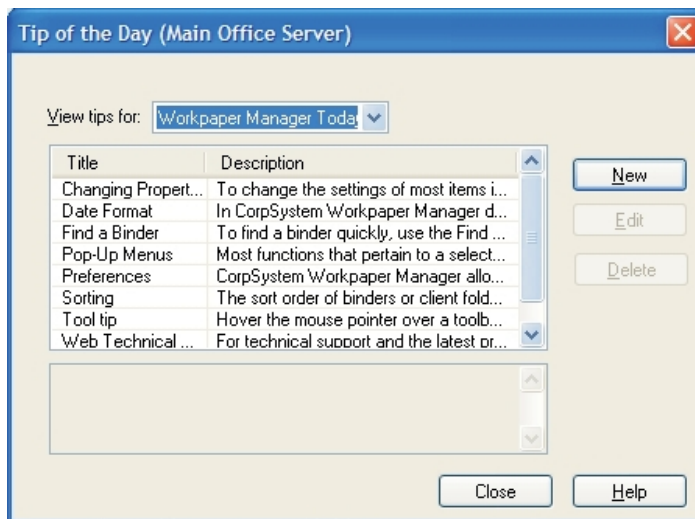 Tip of the Day (Main Office Server)
View tips for: Workpaper Manager Today
Title Description
Changing Propert... To change the settings of most items i...
Date Format In CorpSystem Workpaper Manager d...
Find a Binder To find a binder quickly, use the Find ...
Pop-Up Menus Most functions that pertain to a select...
Preferences CorpSystem Workpaper Manager allo...
Sorting The sort order of binders or client fold...
Tool tip Hover the mouse pointer over a toolb...
Web Technical ... For technical support and the latest pr...
New
Edit
Delete
Close Help